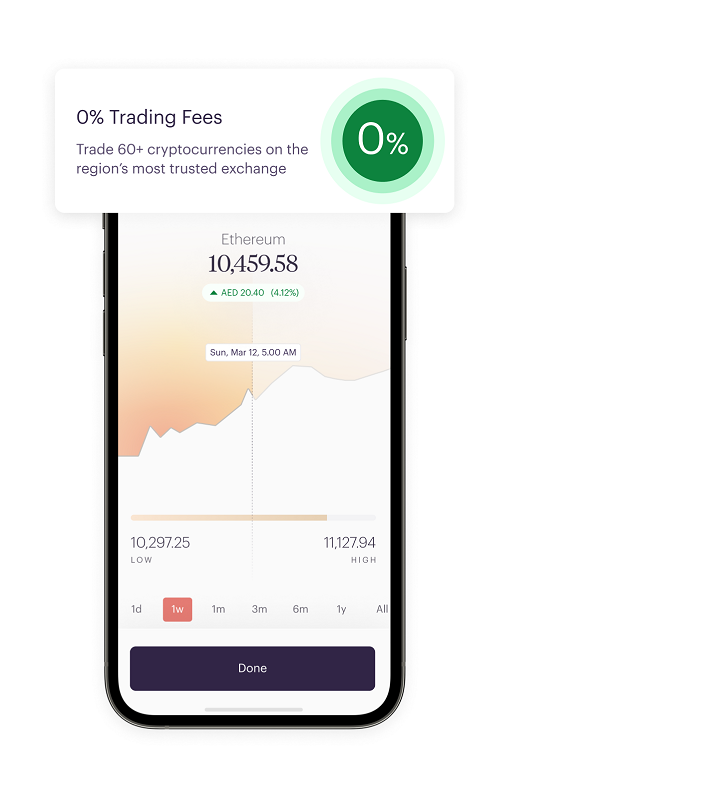 0% Trading Fees
Trade 60+ cryptocurrencies on the
region’s most trusted exchange
0%
Ethereum
10,459.58
AED 20.40 (4.12%)
Sun, Mar 12, 5.00 AM
10,297.25 11,127.94
LOW HIGH
1d 1w 1m 3m 6m 1y All
Done